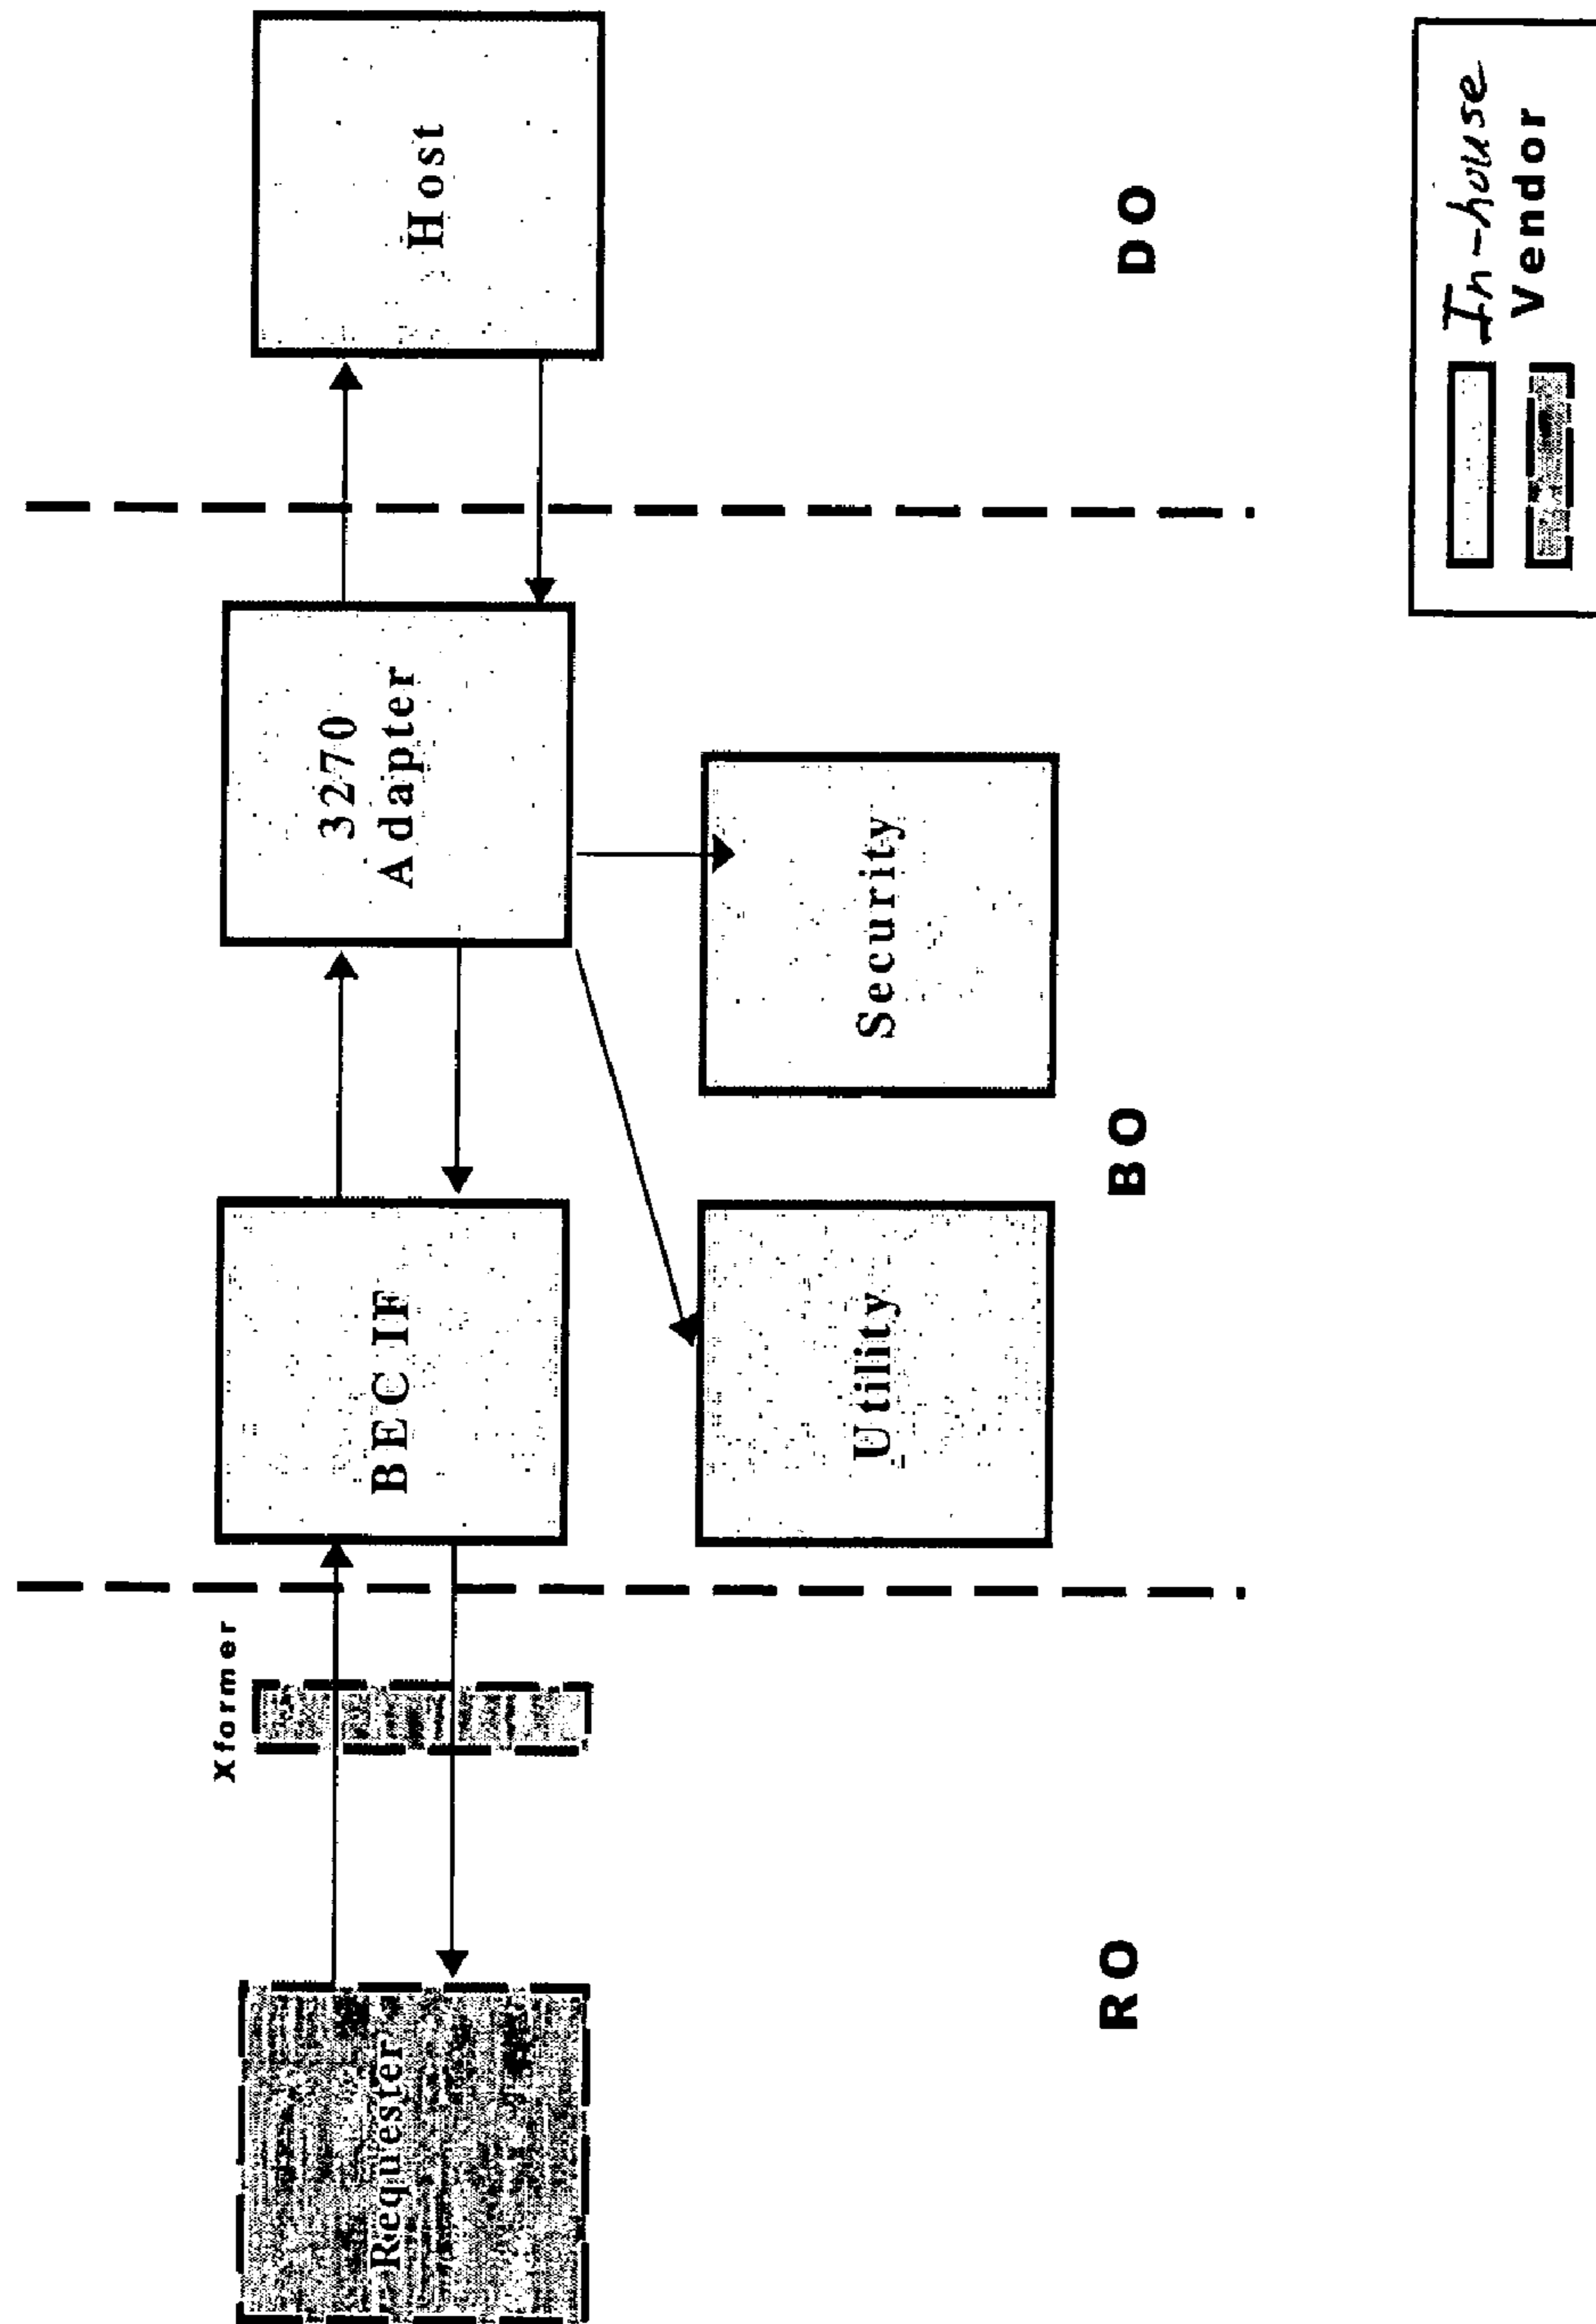 Xformer
Requester
BEC IF
3270
Adapter
Host
Utility
Security
RO
BO
DO
In-house
Vendor